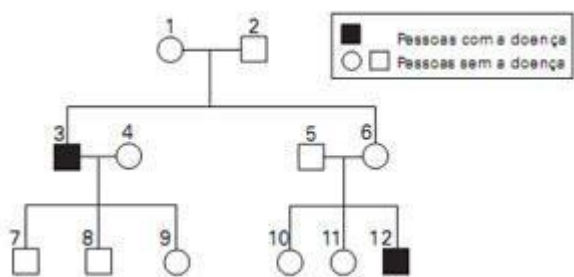 1 2
Pessoas com a doença
Pessoas sem a doença
3 4 5 6
7 8 9 10 11 12